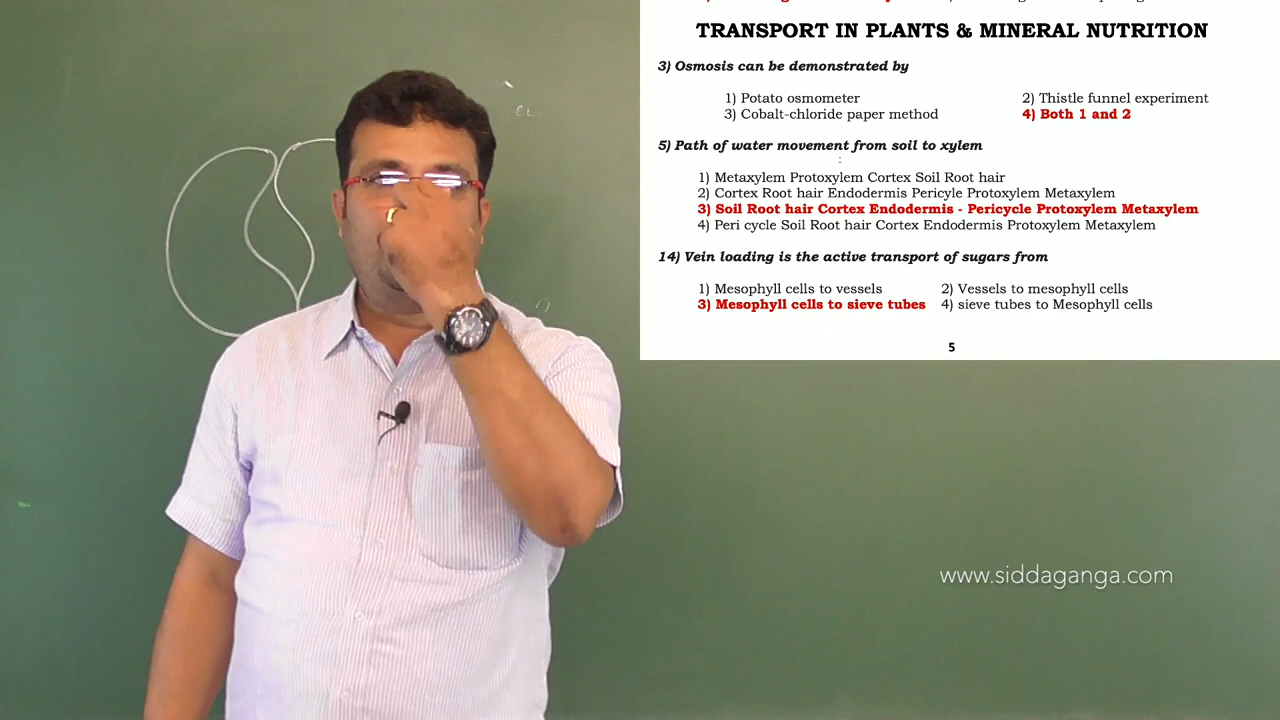 TRANSPORT IN PLANTS & MINERAL NUTRITION
3) Osmosis can be demonstrated by
1) Potato osmometer 2) Thistle funnel experiment
3) Cobalt-chloride paper method 4) Both 1 and 2
5) Path of water movement from soil to xylem
1) Metaxylem Protoxylem Cortex Soil Root hair
2) Cortex Root hair Endodermis Pericyle Protoxylem Metaxylem
3) Soil Root hair Cortex Endodermis - Pericycle Protoxylem Metaxylem
4) Peri cycle Soil Root hair Cortex Endodermis Protoxylem Metaxylem
14) Vein loading is the active transport of sugars from
1) Mesophyll cells to vessels 2) Vessels to mesophyll cells
3) Mesophyll cells to sieve tubes 4) sieve tubes to Mesophyll cells
5
www.siddaganga.com